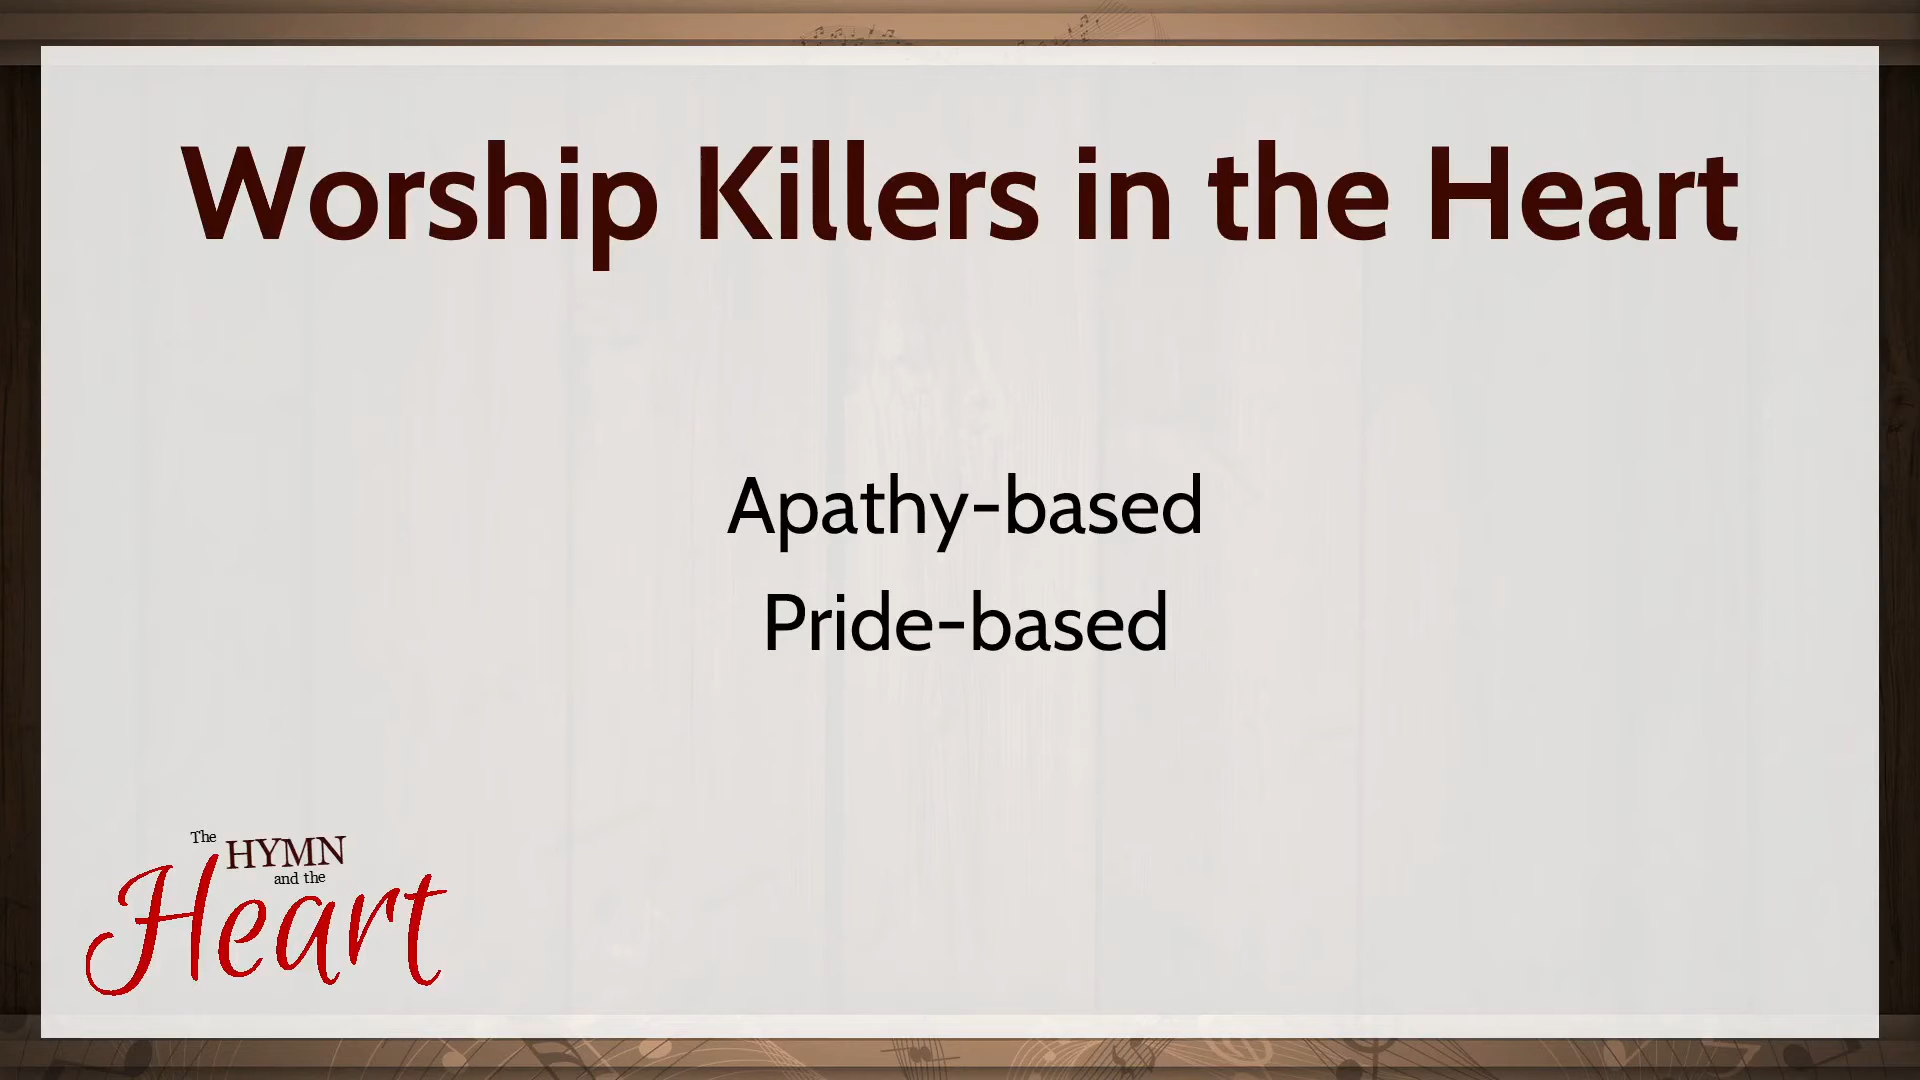 Worship Killers in the Heart
Apathy-based
Pride-based
The HYMN
and the
Heart